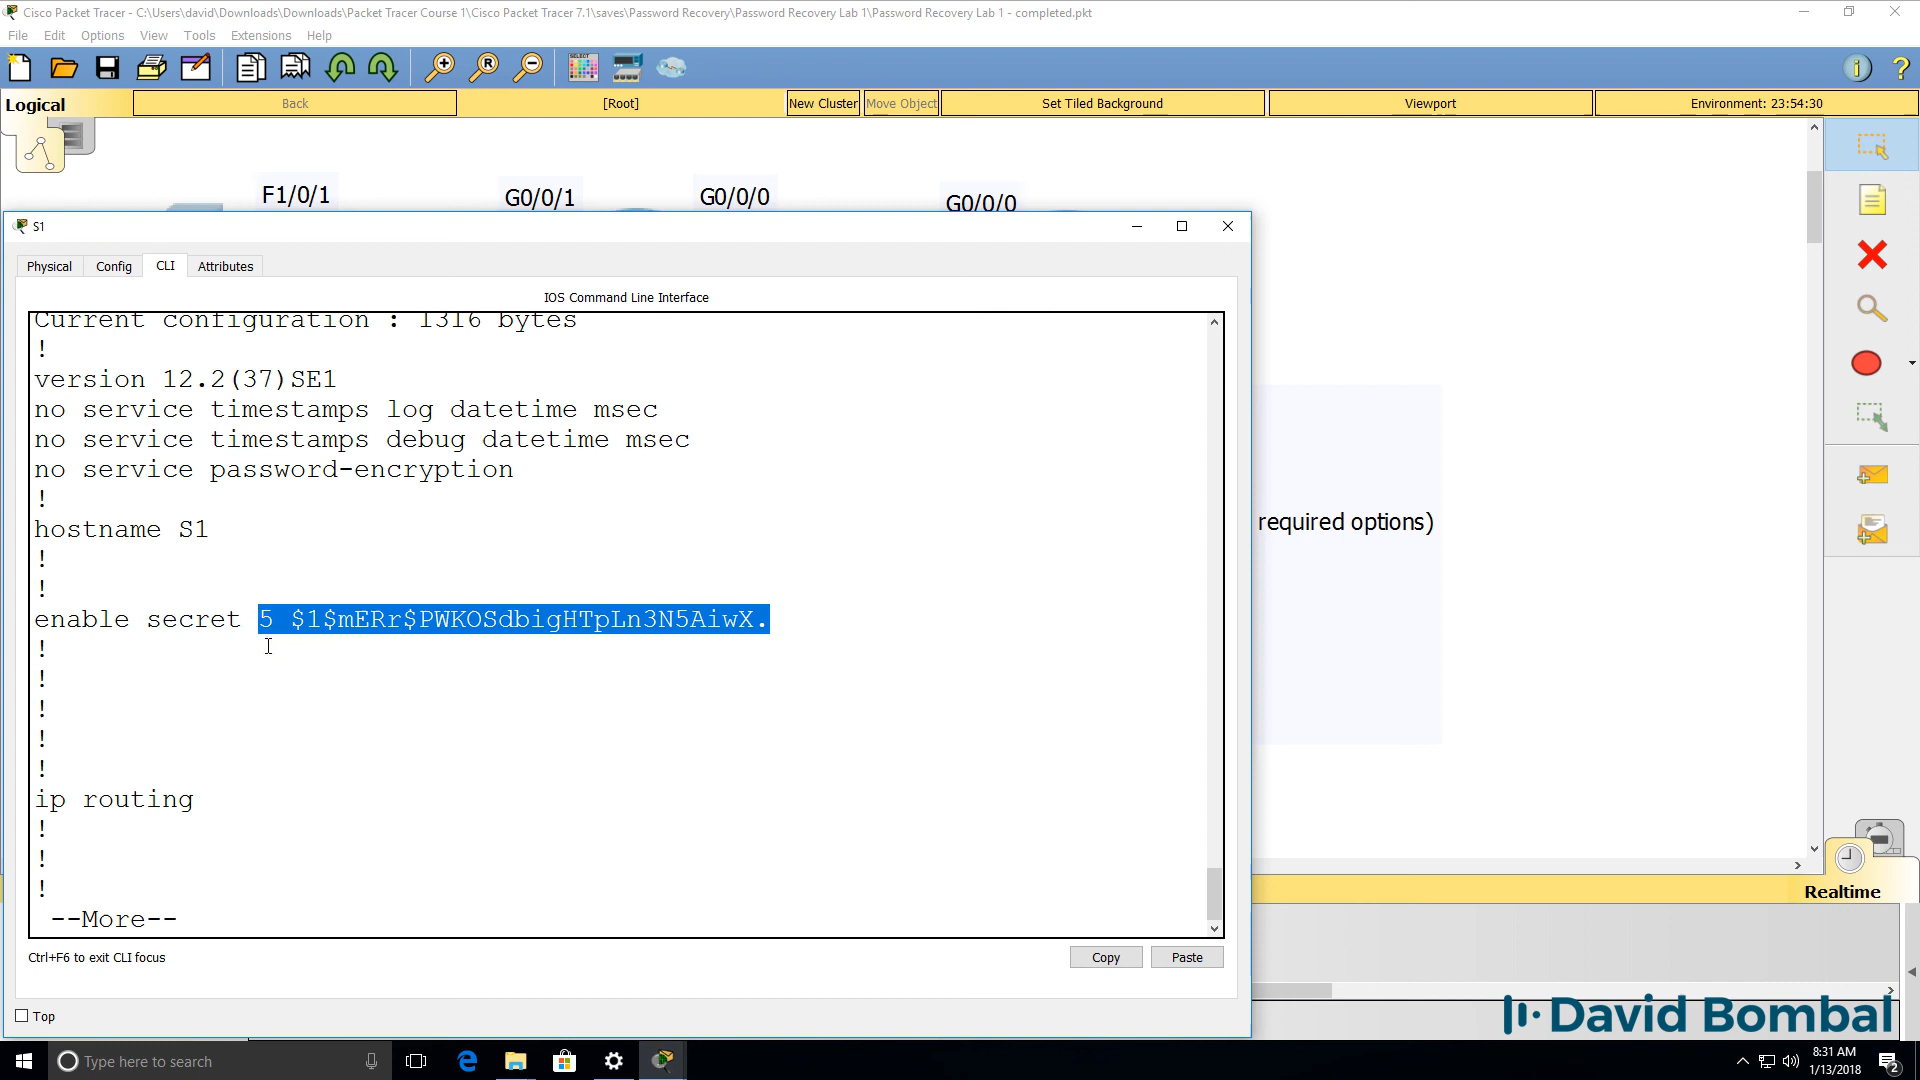 Cisco Packet Tracer - C:\Users\david\Downloads\Downloads\Packet Tracer Course 1\Cisco Packet Tracer 7.1\saves\Password Recovery\Password Recovery Lab 1\Password Recovery Lab 1 - completed.pkt
File Edit Options View Tools Extensions Help
Logical Back [Root] New Cluster Move Object Set Tiled Background Viewport Environment: 23:54:30
F1/0/1 G0/0/1 G0/0/0 G0/0/0
S1
Physical Config CLI Attributes
IOS Command Line Interface
Current configuration : 1316 bytes
!
version 12.2(37)SE1
no service timestamps log datetime msec
no service timestamps debug datetime msec
no service password-encryption
!
hostname S1
!
!
enable secret 5 $1$mERr$PWKOSdbigHTpLn3N5AiwX.
!
!
!
!
!
ip routing
!
!
!
--More--
Ctrl+F6 to exit CLI focus
Copy Paste
Top
required options)
Realtime
David Bombal
Type here to search
8:31 AM
1/13/2018
2